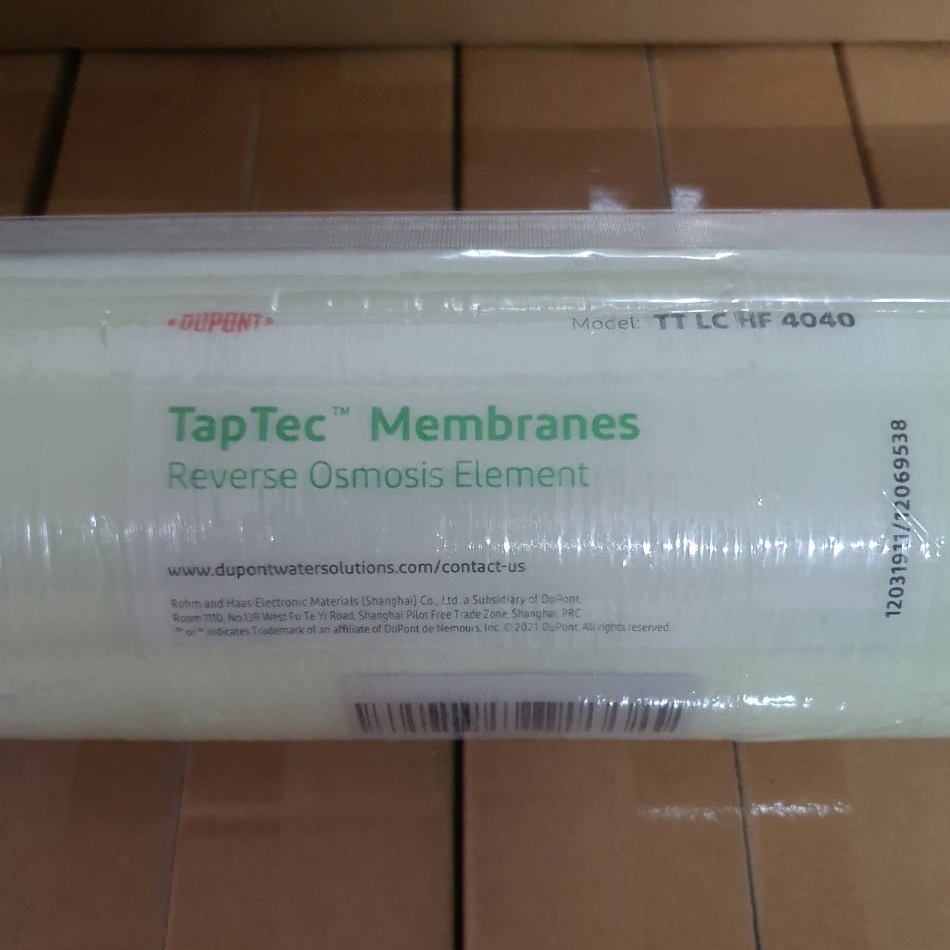 DUPONT
Model: TT LC HF 4040
TapTec™ Membranes
Reverse Osmosis Element
www.dupontwatersolutions.com/contact-us
Rohm and Haas Electronic Materials (Shanghai) Co., Ltd. a Subsidiary of DuPont
Room 1110, No.139 West Fu Te Yi Road, Shanghai Pilot Free Trade Zone, Shanghai, PRC
indicates Trademark of an affiliate of DuPont de Nemours, Inc. © 2021 DuPont. All rights reserved.
12031911/12069538